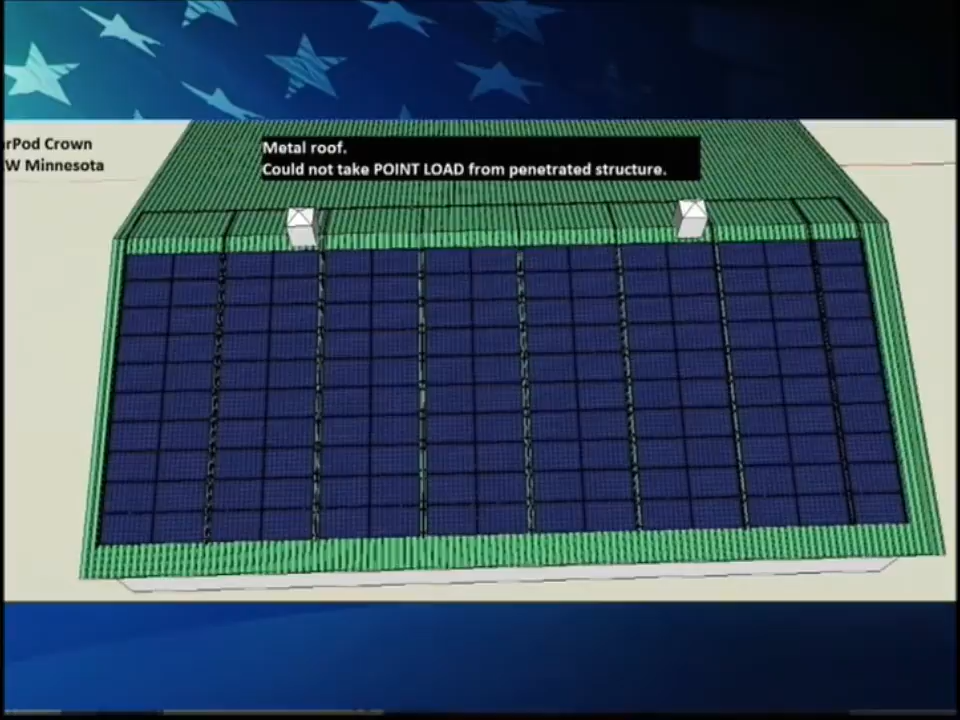 rPod Crown
W Minnesota
Metal roof.
Could not take POINT LOAD from penetrated structure.